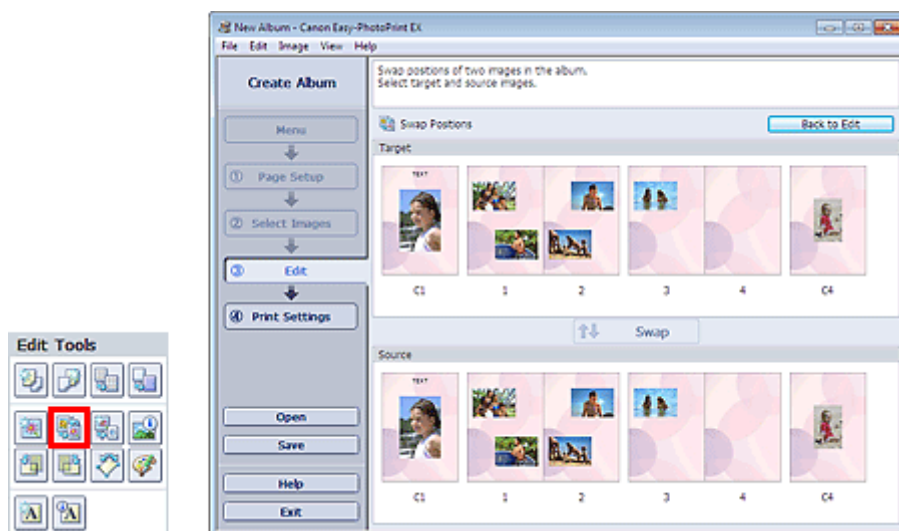 New Album - Canon Easy-PhotoPrint EX
File Edit Image View Help
Create Album
Menu
① Page Setup
② Select Images
③ Edit
④ Print Settings
Open
Save
Help
Exit
Swap positions of two images in the album.
Select target and source images.
Swap Positions
Back to Edit
Target
TEXT
C1 1 2 3 4 C4
Swap
Source
TEXT
C1 1 2 3 4 C4
Edit Tools
A A